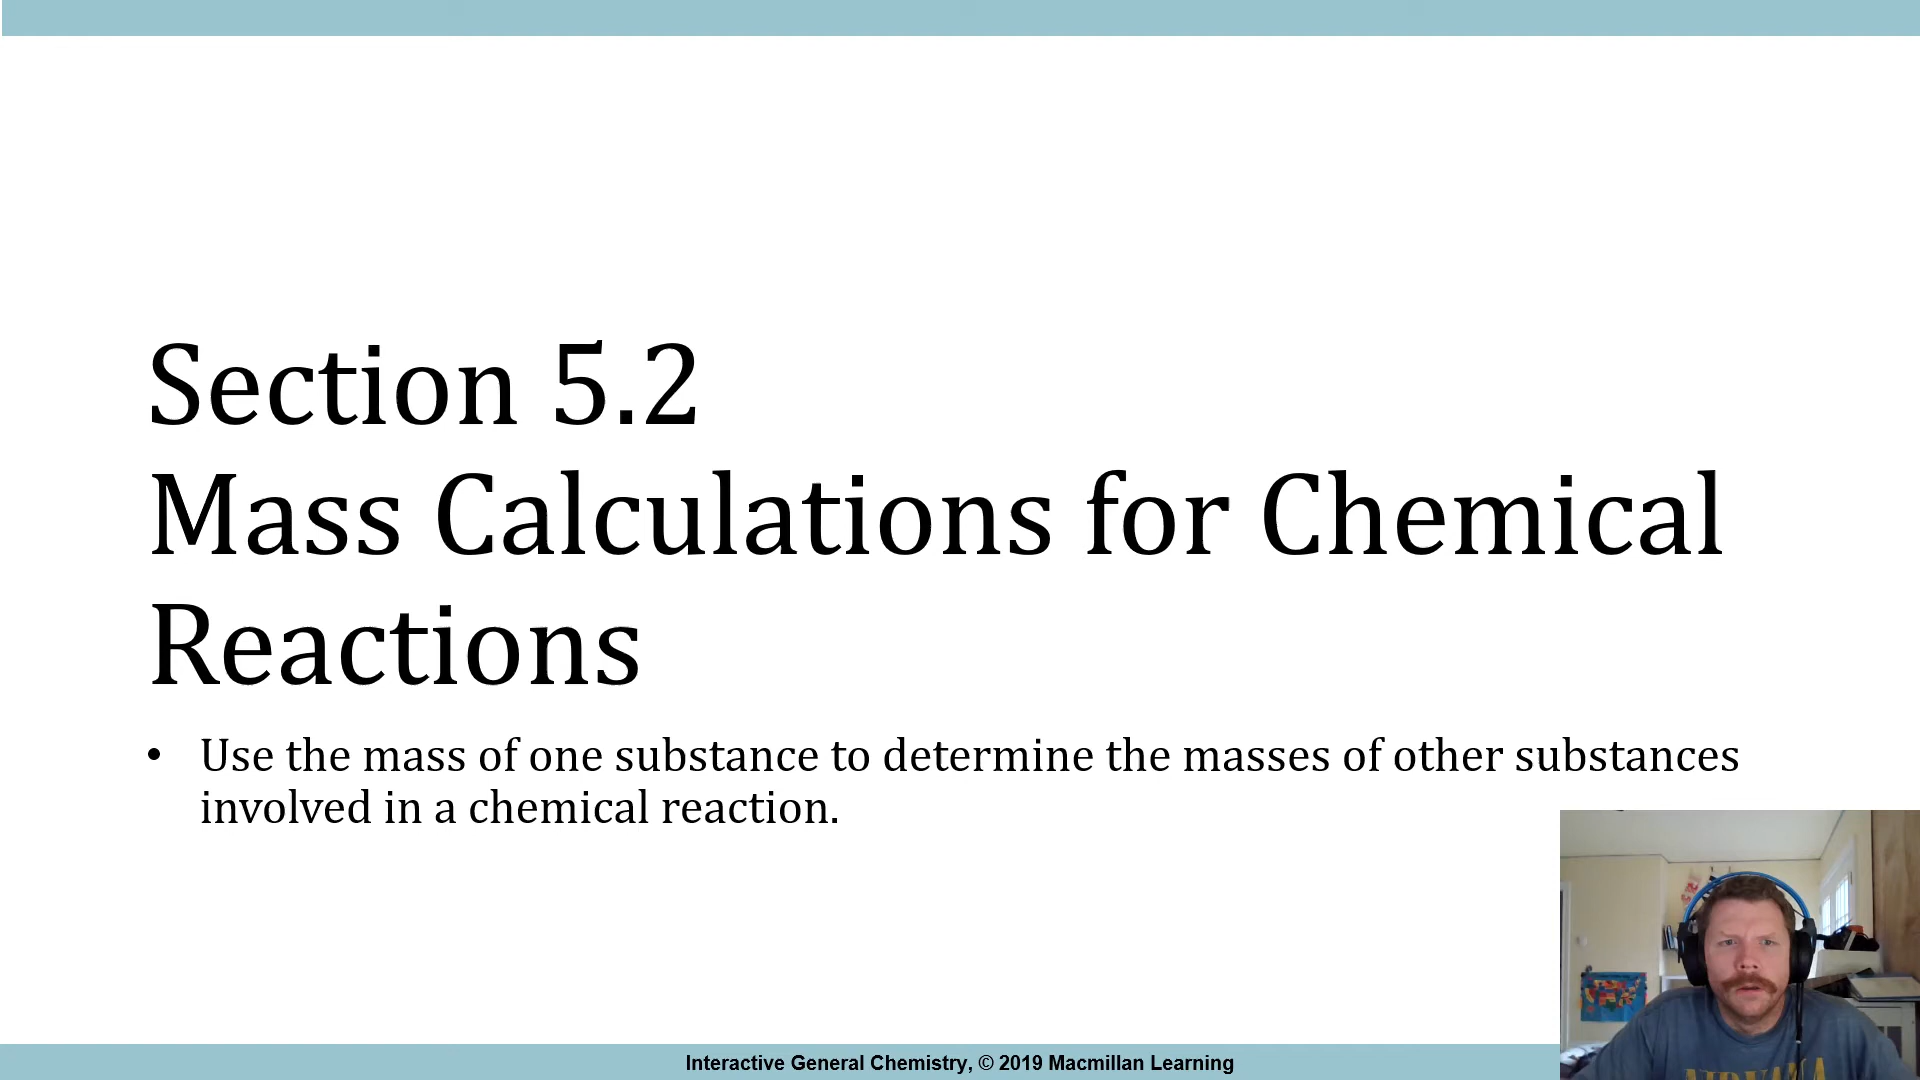 Section 5.2
Mass Calculations for Chemical
Reactions
• Use the mass of one substance to determine the masses of other substances
involved in a chemical reaction.
Interactive General Chemistry, © 2019 Macmillan Learning